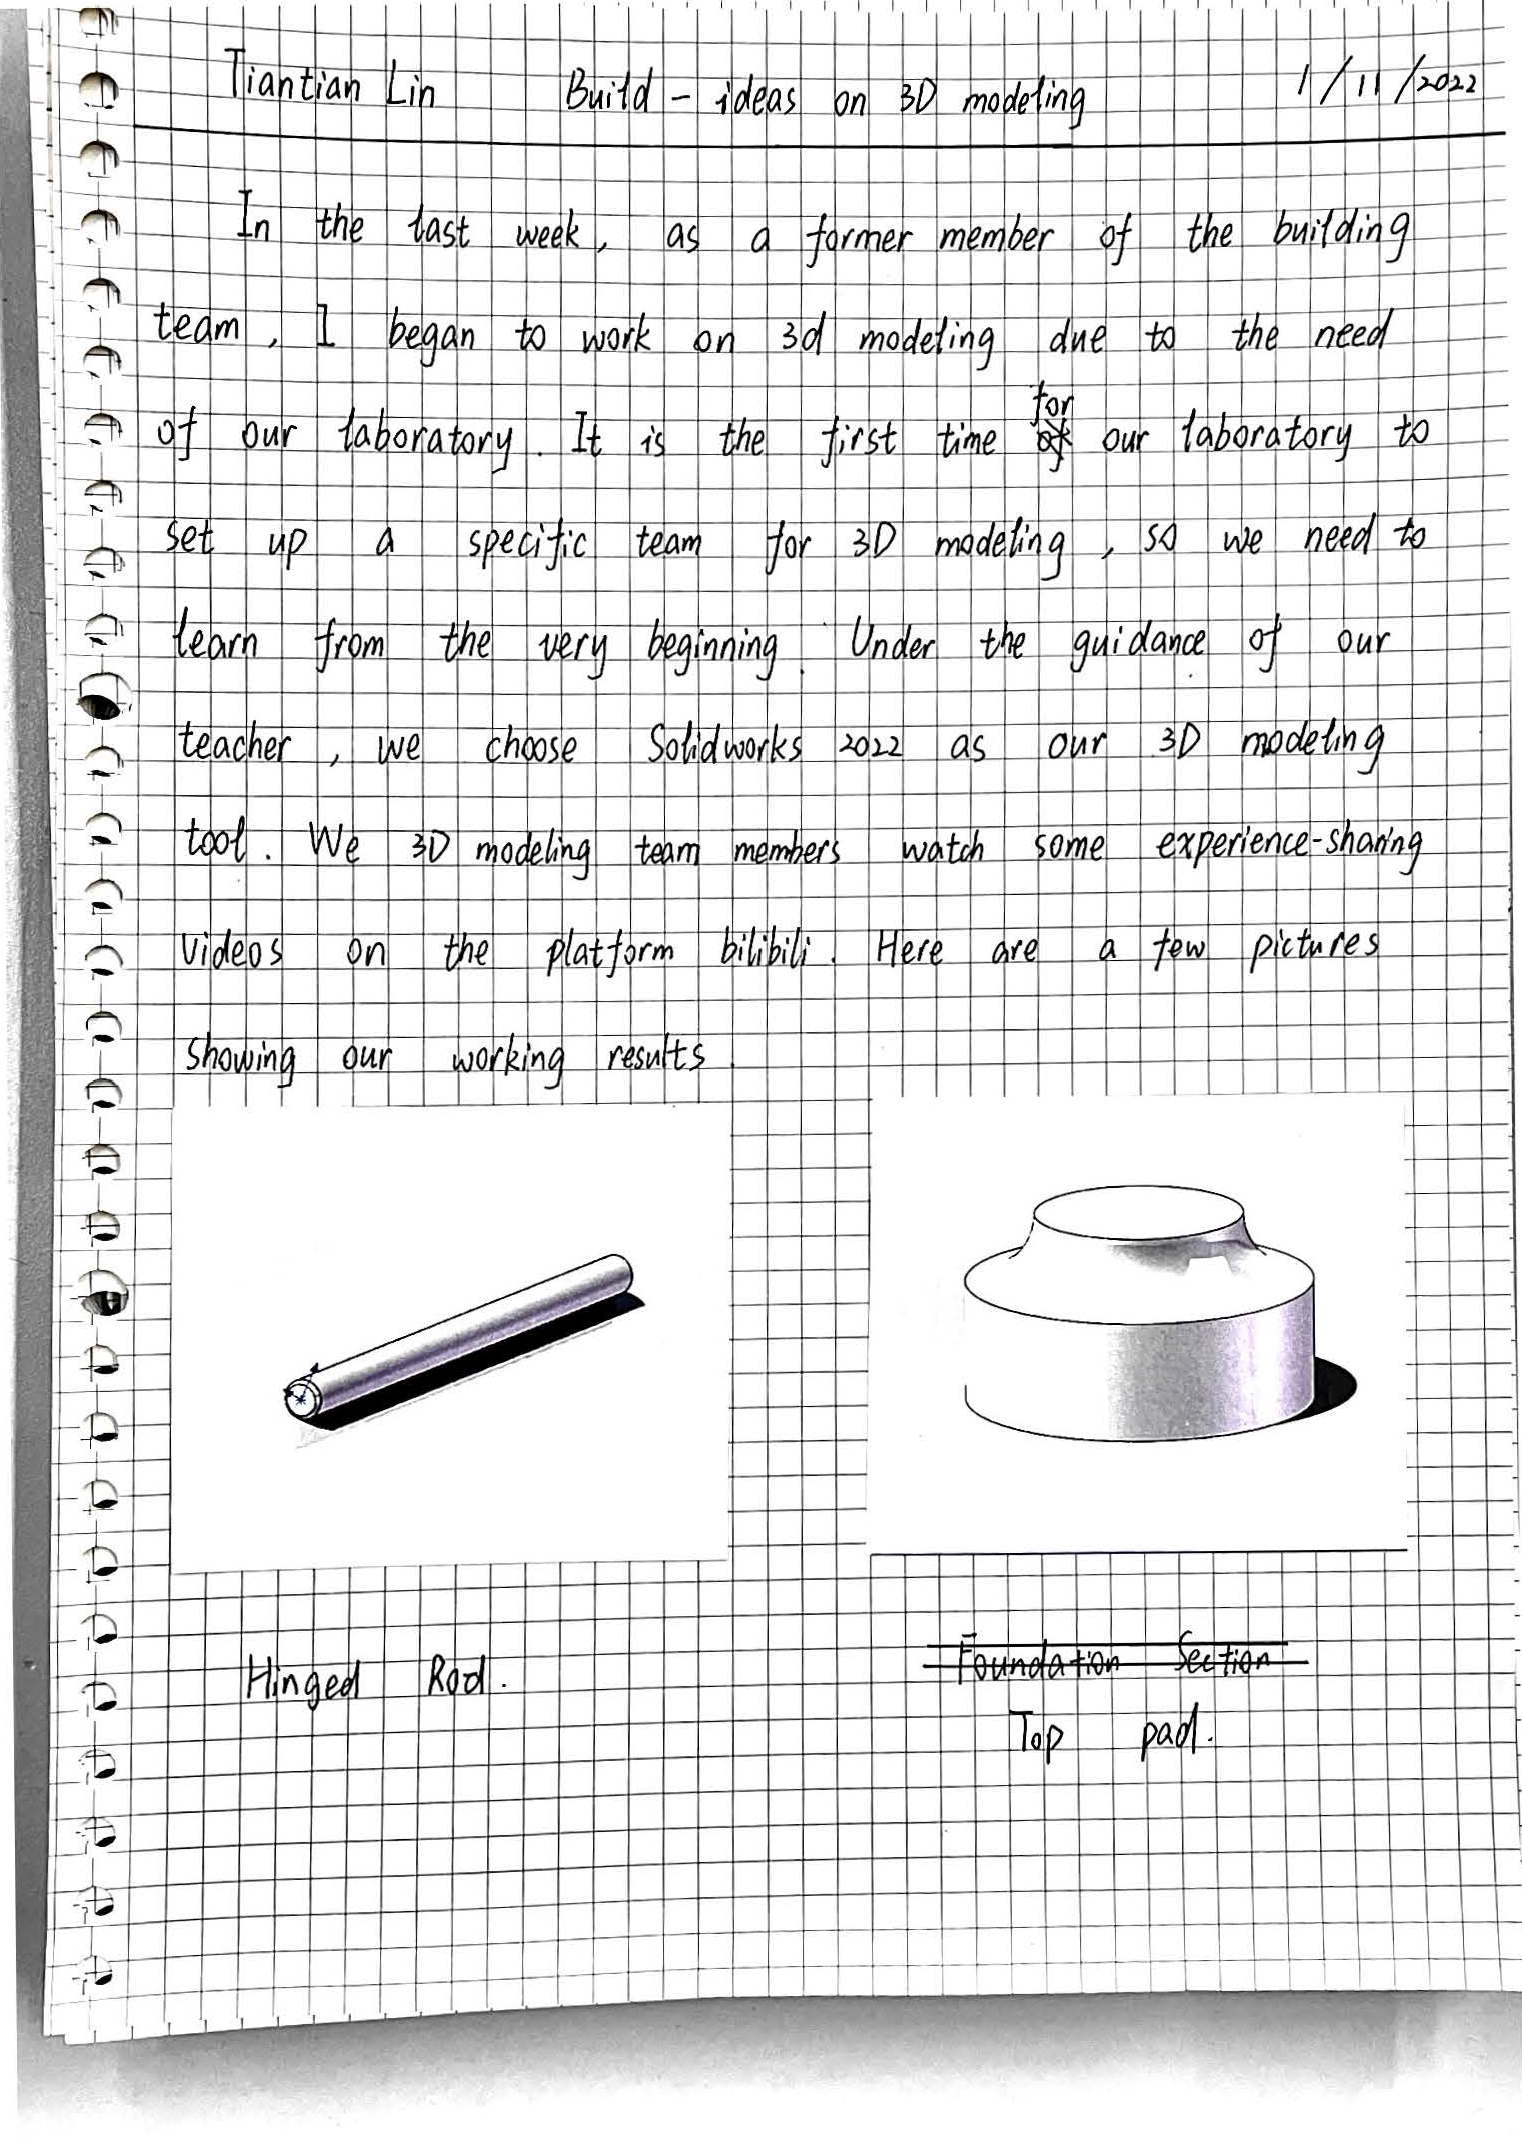 Tiantian Lin Build - ideas on 3D modeling 1/11/2022
In the last week, as a former member of the building
team, I began to work on 3d modeling due to the need
of our laboratory. It is the first time for our laboratory to
set up a specific team for 3D modeling, so we need to
learn from the very beginning. Under the guidance of our
teacher, we choose Solidworks 2022 as our 3D modeling
tool. We 3D modeling team members watch some experience-sharing
videos on the platform bilibili. Here are a few pictures
showing our working results.
Hinged Rod.
Foundation Section
Top pad.